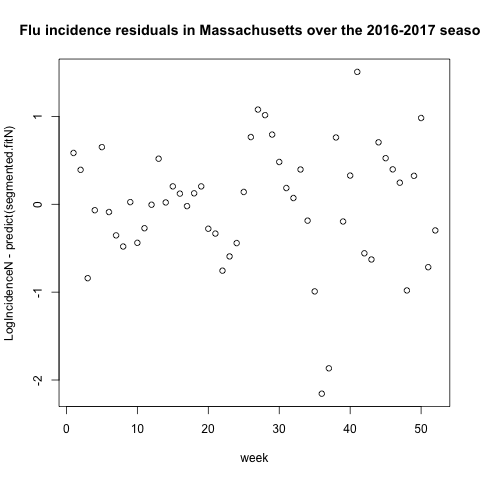 Flu incidence residuals in Massachusetts over the 2016-2017 seaso
LogIncidenceN - predict(segmented.fitN)
1
0
-1
-2
0 10 20 30 40 50
week